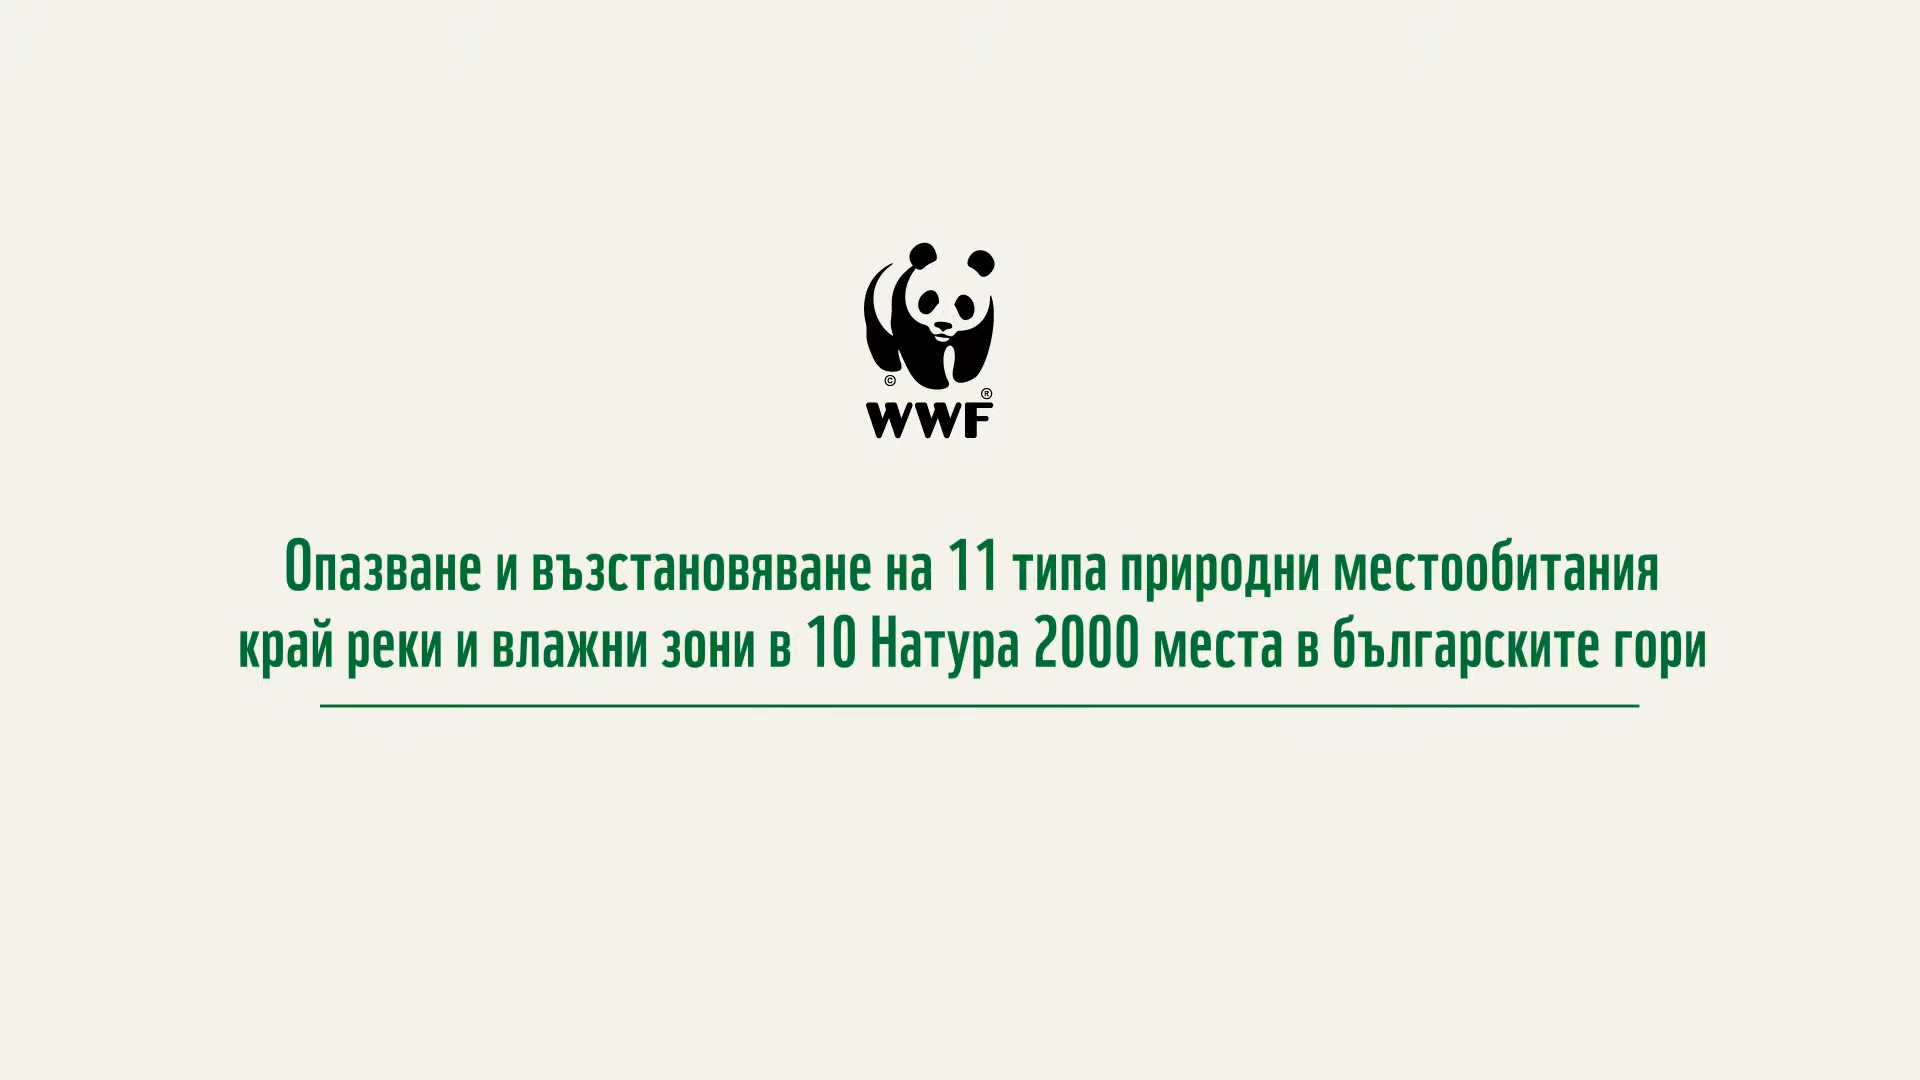 ©
®
WWF
Опазване и възстановяване на 11 типа природни местообитания
край реки и влажни зони в 10 Натура 2000 места в българските гори